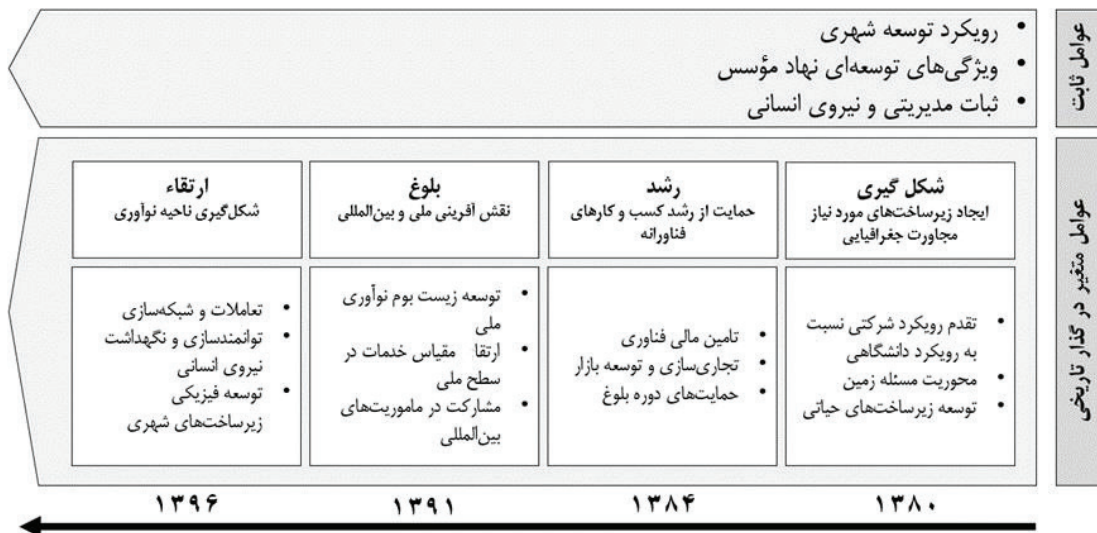 عوامل ثابت
• رویکرد توسعه شهری
• ویژگی‌های توسعه‌ای نهاد مؤسس
• ثبات مدیریتی و نیروی انسانی
عوامل متغیر در گذار تاریخی
شکل گیری
ایجاد زیرساخت‌های مورد نیاز
مجاورت جغرافیایی
• تقدم رویکرد شرکتی نسبت
به رویکرد دانشگاهی
• محوریت مسئله زمین
• توسعه زیرساخت‌های حیاتی
۱۳۸۰
رشد
حمایت از رشد کسب و کارهای
فناورانه
• تامین مالی فناوری
• تجاری‌سازی و توسعه بازار
• حمایت‌های دوره بلوغ
۱۳۸۴
بلوغ
نقش آفرینی ملی و بین‌المللی
• توسعه زیست بوم نوآوری
ملی
• ارتقا مقیاس خدمات در
سطح ملی
• مشارکت در ماموریت‌های
بین‌المللی
۱۳۹۱
ارتقاء
شکل‌گیری ناحیه نوآوری
• تعاملات و شبکه‌سازی
• توانمندسازی و نگهداشت
نیروی انسانی
• توسعه فیزیکی
زیرساخت‌های شهری
۱۳۹۶